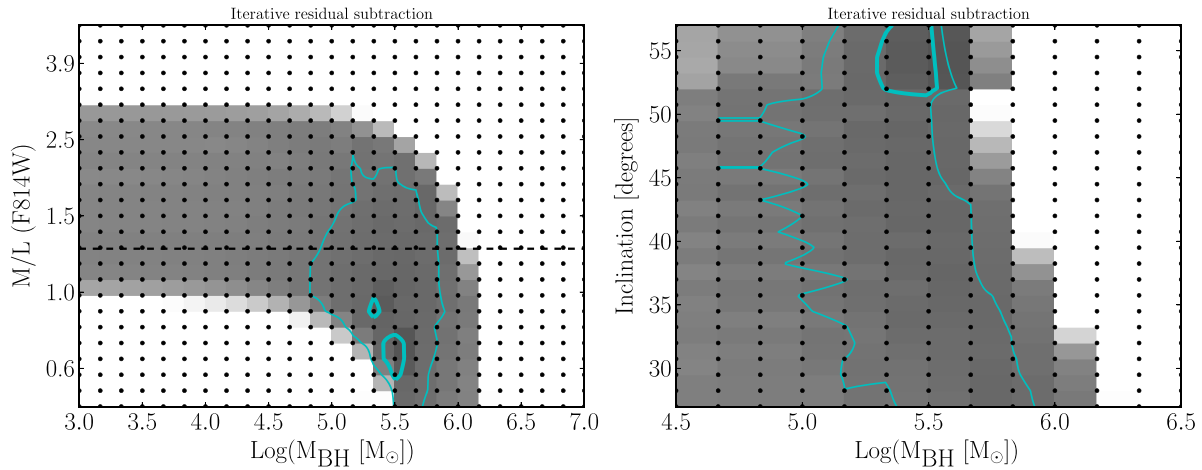 Iterative residual subtraction
M/L (F814W)
3.9
2.5
1.5
1.0
0.6
3.0 3.5 4.0 4.5 5.0 5.5 6.0 6.5 7.0
Log(M_BH [M_⊙])
Iterative residual subtraction
Inclination [degrees]
55
50
45
40
35
30
4.5 5.0 5.5 6.0 6.5
Log(M_BH [M_⊙])